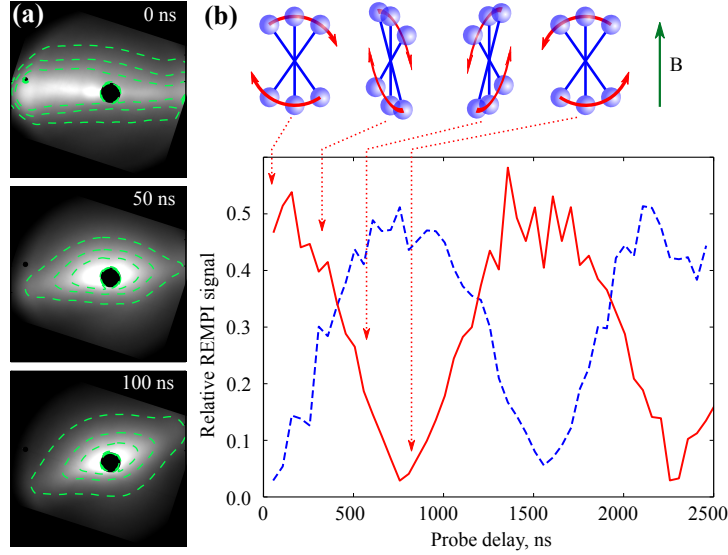 (a)
0 ns
50 ns
100 ns
(b)
B
Relative REMPI signal
0.5
0.4
0.3
0.2
0.1
0.0
0 500 1000 1500 2000 2500
Probe delay, ns